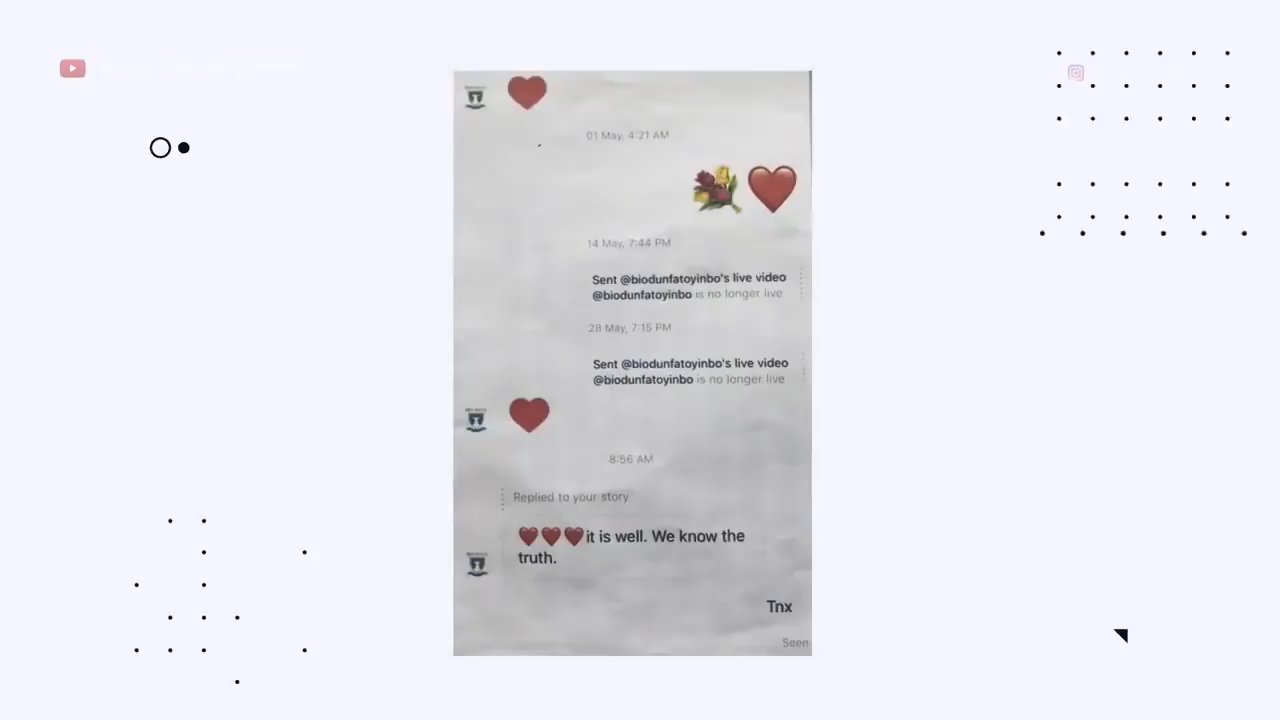 01 May, 4:21 AM
14 May, 7:44 PM
Sent @biodunfatoyinbo's live video
@biodunfatoyinbo is no longer live
28 May, 7:15 PM
Sent @biodunfatoyinbo's live video
@biodunfatoyinbo is no longer live
8:56 AM
Replied to your story
❤️❤️❤️it is well. We know the
truth.
Tnx
Seen